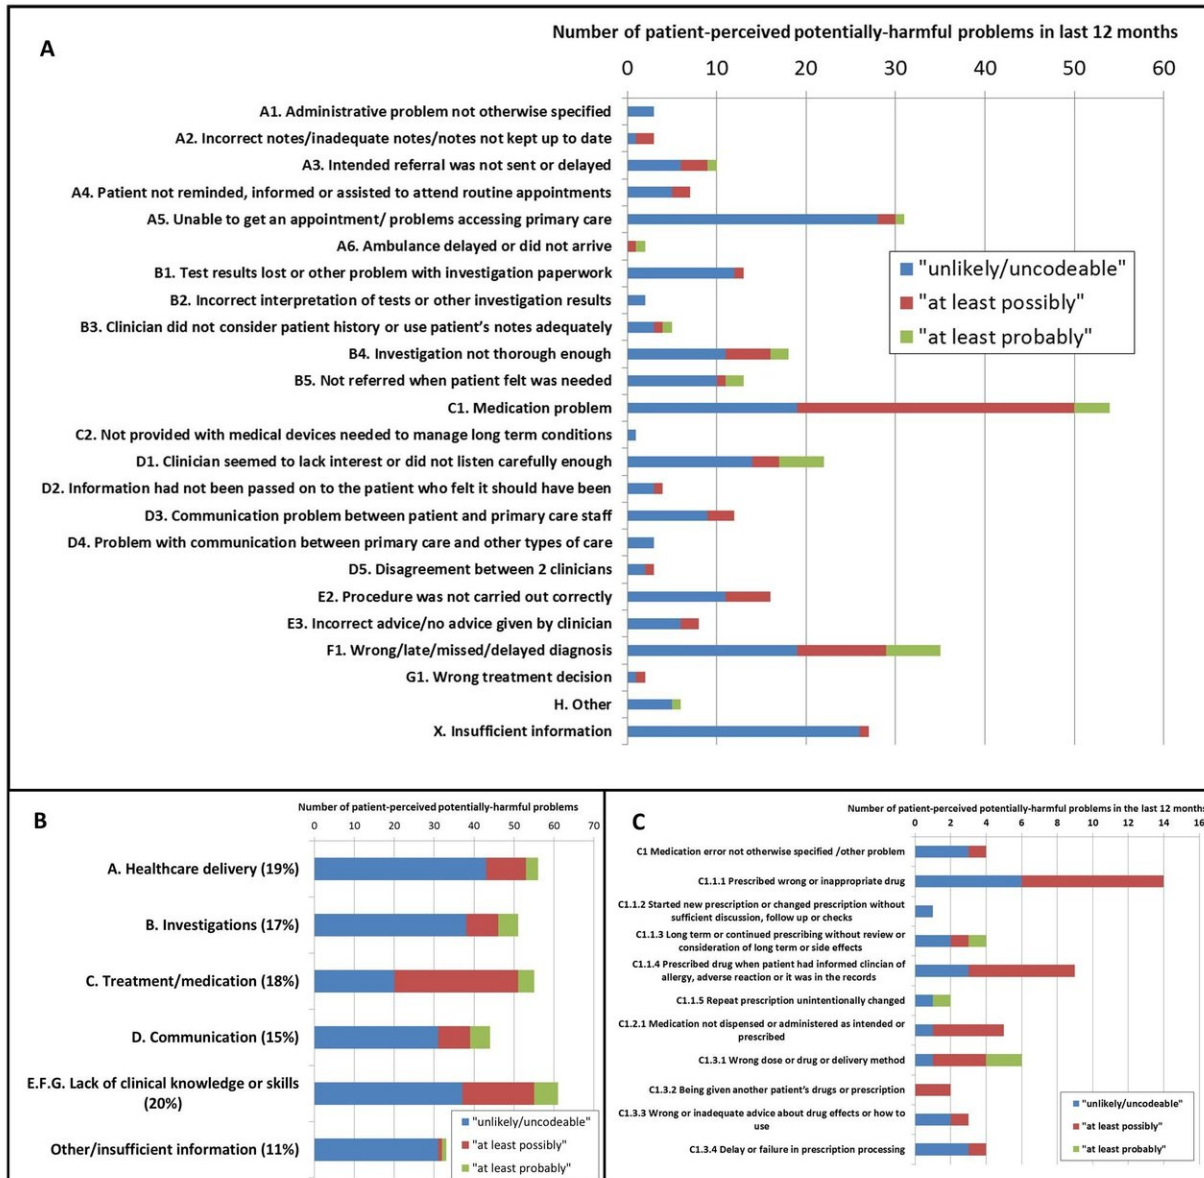 A
Number of patient-perceived potentially-harmful problems in last 12 months
0 10 20 30 40 50 60
A1. Administrative problem not otherwise specified
A2. Incorrect notes/inadequate notes/notes not kept up to date
A3. Intended referral was not sent or delayed
A4. Patient not reminded, informed or assisted to attend routine appointments
A5. Unable to get an appointment/ problems accessing primary care
A6. Ambulance delayed or did not arrive
B1. Test results lost or other problem with investigation paperwork
B2. Incorrect interpretation of tests or other investigation results
B3. Clinician did not consider patient history or use patient’s notes adequately
B4. Investigation not thorough enough
B5. Not referred when patient felt was needed
C1. Medication problem
C2. Not provided with medical devices needed to manage long term conditions
D1. Clinician seemed to lack interest or did not listen carefully enough
D2. Information had not been passed on to the patient who felt it should have been
D3. Communication problem between patient and primary care staff
D4. Problem with communication between primary care and other types of care
D5. Disagreement between 2 clinicians
E2. Procedure was not carried out correctly
E3. Incorrect advice/no advice given by clinician
F1. Wrong/late/missed/delayed diagnosis
G1. Wrong treatment decision
H. Other
X. Insufficient information
"unlikely/uncodeable"
"at least possibly"
"at least probably"
B
Number of patient-perceived potentially-harmful problems
0 10 20 30 40 50 60 70
A. Healthcare delivery (19%)
B. Investigations (17%)
C. Treatment/medication (18%)
D. Communication (15%)
E.F.G. Lack of clinical knowledge or skills
(20%)
Other/insufficient information (11%)
"unlikely/uncodeable"
"at least possibly"
"at least probably"
C
Number of patient-perceived potentially-harmful problems in the last 12 months
0 2 4 6 8 10 12 14 16
C1 Medication error not otherwise specified /other problem
C1.1.1 Prescribed wrong or inappropriate drug
C1.1.2 Started new prescription or changed prescription without
sufficient discussion, follow up or checks
C1.1.3 Long term or continued prescribing without review or
consideration of long term or side effects
C1.1.4 Prescribed drug when patient had informed clincian of
allergy, adverse reaction or it was in the records
C1.1.5 Repeat prescription unintentionally changed
C1.2.1 Medication not dispensed or administered as intended or
prescribed
C1.3.1 Wrong dose or drug or delivery method
C1.3.2 Being given another patient’s drugs or prescription
C1.3.3 Wrong or inadequate advice about drug effects or how to
use
C1.3.4 Delay or failure in prescription processing
"unlikely/uncodeable"
"at least possibly"
"at least probably"